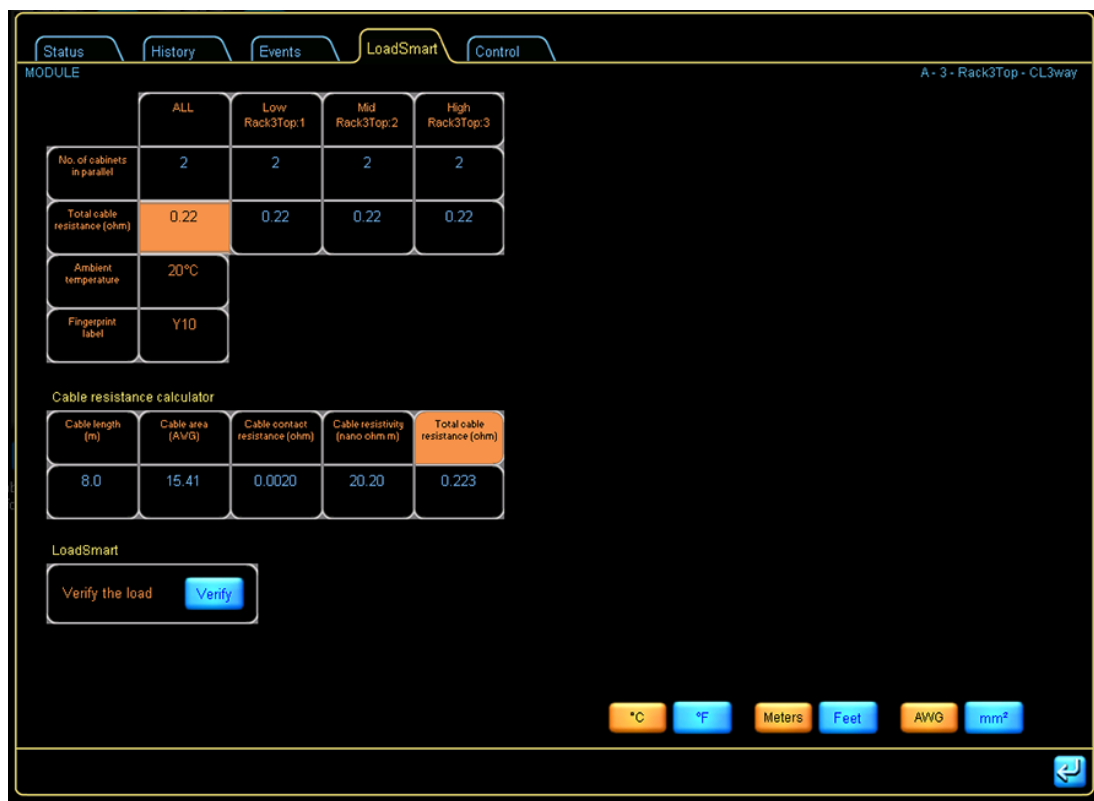 Status
History
Events
LoadSmart
Control
MODULE
A - 3 - Rack3Top - CL3way
ALL
Low
Rack3Top:1
Mid
Rack3Top:2
High
Rack3Top:3
No. of cabinets
in parallel
2
2
2
2
Total cable
resistance (ohm)
0.22
0.22
0.22
0.22
Ambient
temperature
20°C
Fingerprint
label
Y10
Cable resistance calculator
Cable length
(m)
Cable area
(AWG)
Cable contact
resistance (ohm)
Cable resistivity
(nano ohm m)
Total cable
resistance (ohm)
8.0
15.41
0.0020
20.20
0.223
LoadSmart
Verify the load
Verify
°C
°F
Meters
Feet
AWG
mm²